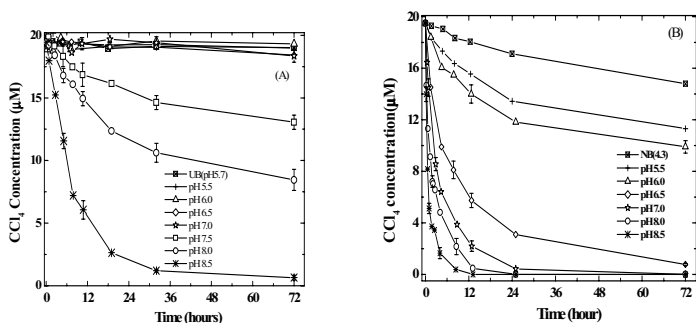 20
15
10
5
0
0 12 24 36 48 60 72
CCl4 Concentration (μM)
Time (hours)
(A)
UB(pH5.7)
pH5.5
pH6.0
pH6.5
pH7.0
pH7.5
pH8.0
pH8.5
20
16
12
8
4
0
0 12 24 36 48 60 72
CCl4 concentration(μM)
Time (hour)
(B)
NB(4.3)
pH5.5
pH6.0
pH6.5
pH7.0
pH8.0
pH8.5